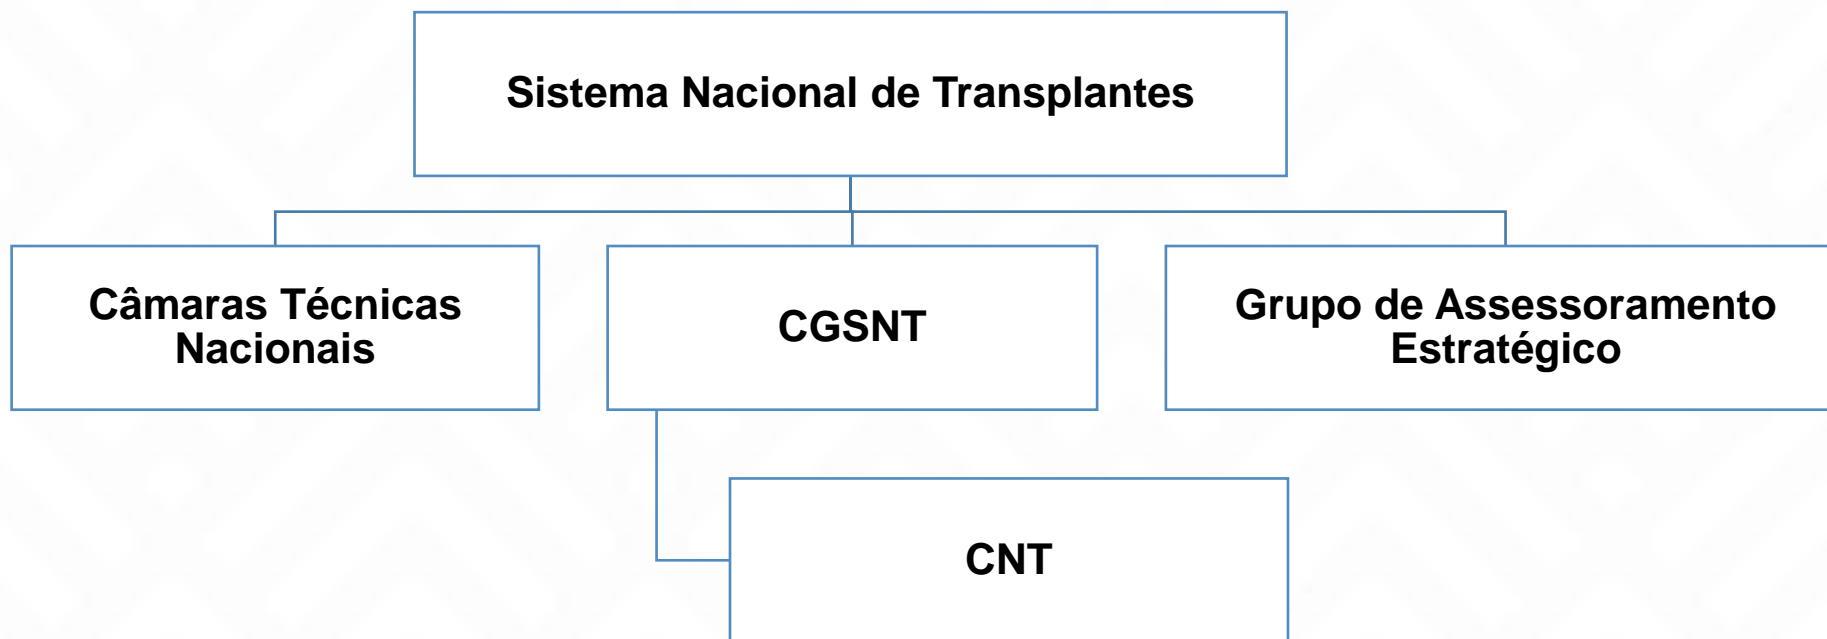 Sistema Nacional de Transplantes
Câmaras Técnicas
Nacionais
CGSNT
Grupo de Assessoramento
Estratégico
CNT